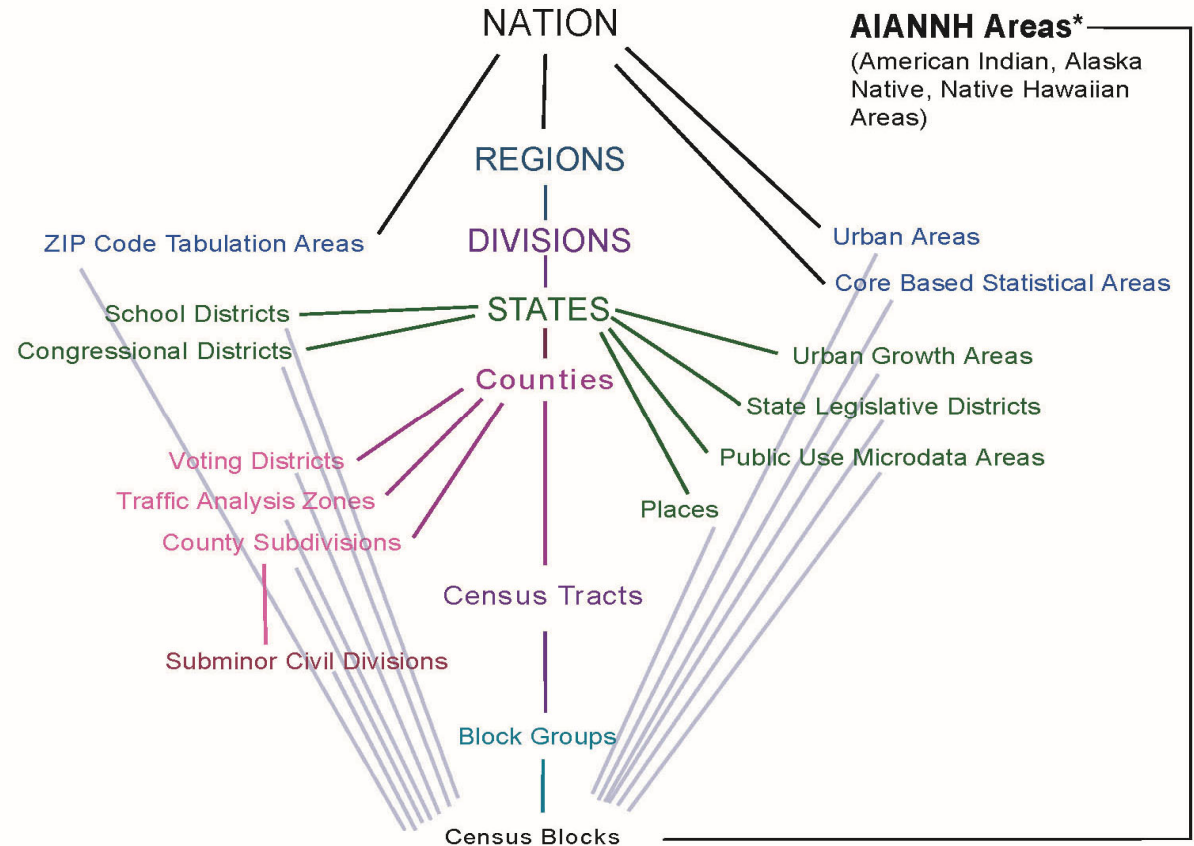 NATION
AIANNH Areas*
(American Indian, Alaska
Native, Native Hawaiian
Areas)
REGIONS
DIVISIONS
ZIP Code Tabulation Areas
Urban Areas
Core Based Statistical Areas
STATES
School Districts
Congressional Districts
Urban Growth Areas
Counties
State Legislative Districts
Voting Districts
Public Use Microdata Areas
Traffic Analysis Zones
Places
County Subdivisions
Census Tracts
Subminor Civil Divisions
Block Groups
Census Blocks